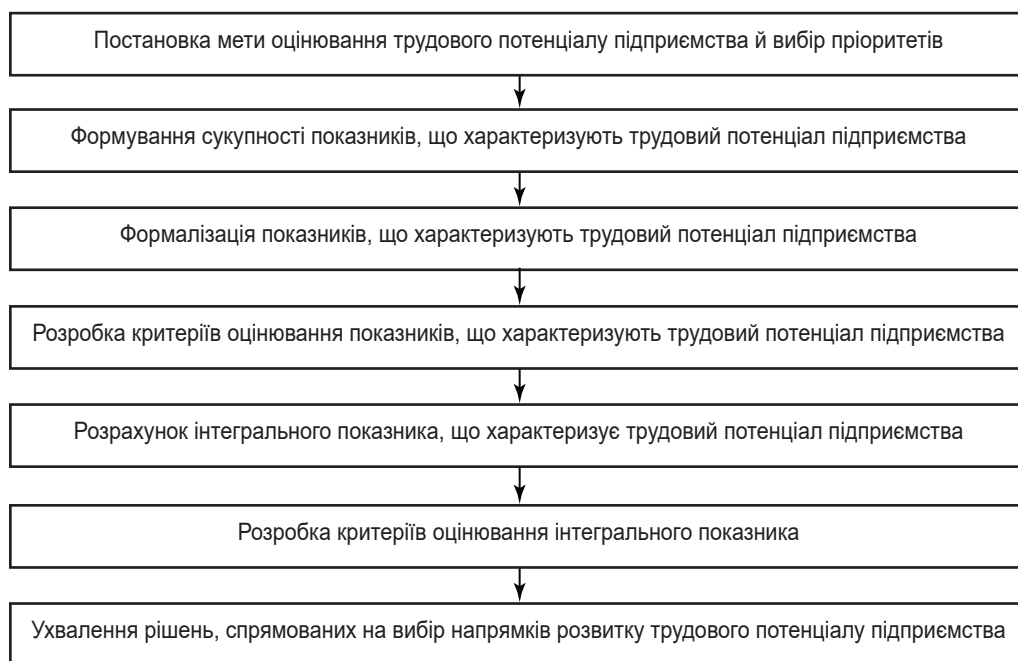 Постановка мети оцінювання трудового потенціалу підприємства й вибір пріоритетів
Формування сукупності показників, що характеризують трудовий потенціал підприємства
Формалізація показників, що характеризують трудовий потенціал підприємства
Розробка критеріїв оцінювання показників, що характеризують трудовий потенціал підприємства
Розрахунок інтегрального показника, що характеризує трудовий потенціал підприємства
Розробка критеріїв оцінювання інтегрального показника
Ухвалення рішень, спрямованих на вибір напрямків розвитку трудового потенціалу підприємства